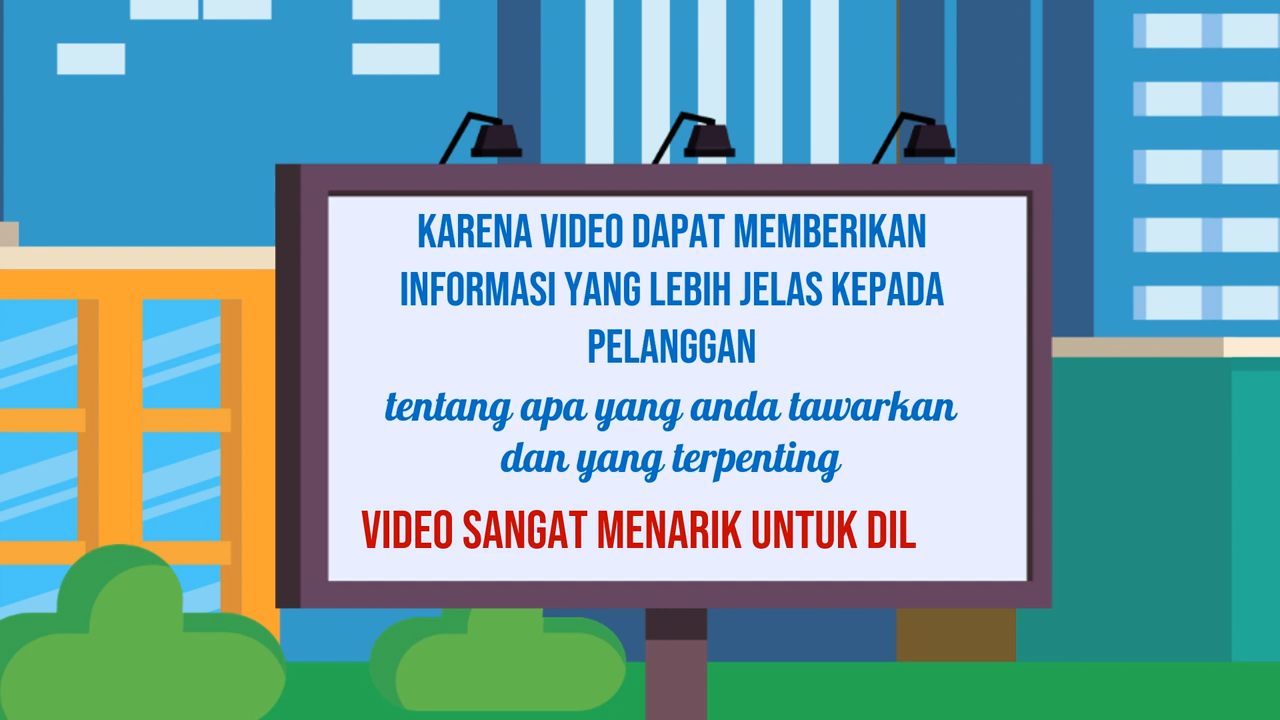 KARENA VIDEO DAPAT MEMBERIKAN
INFORMASI YANG LEBIH JELAS KEPADA
PELANGGAN
tentang apa yang anda tawarkan
dan yang terpenting
VIDEO SANGAT MENARIK UNTUK DIL